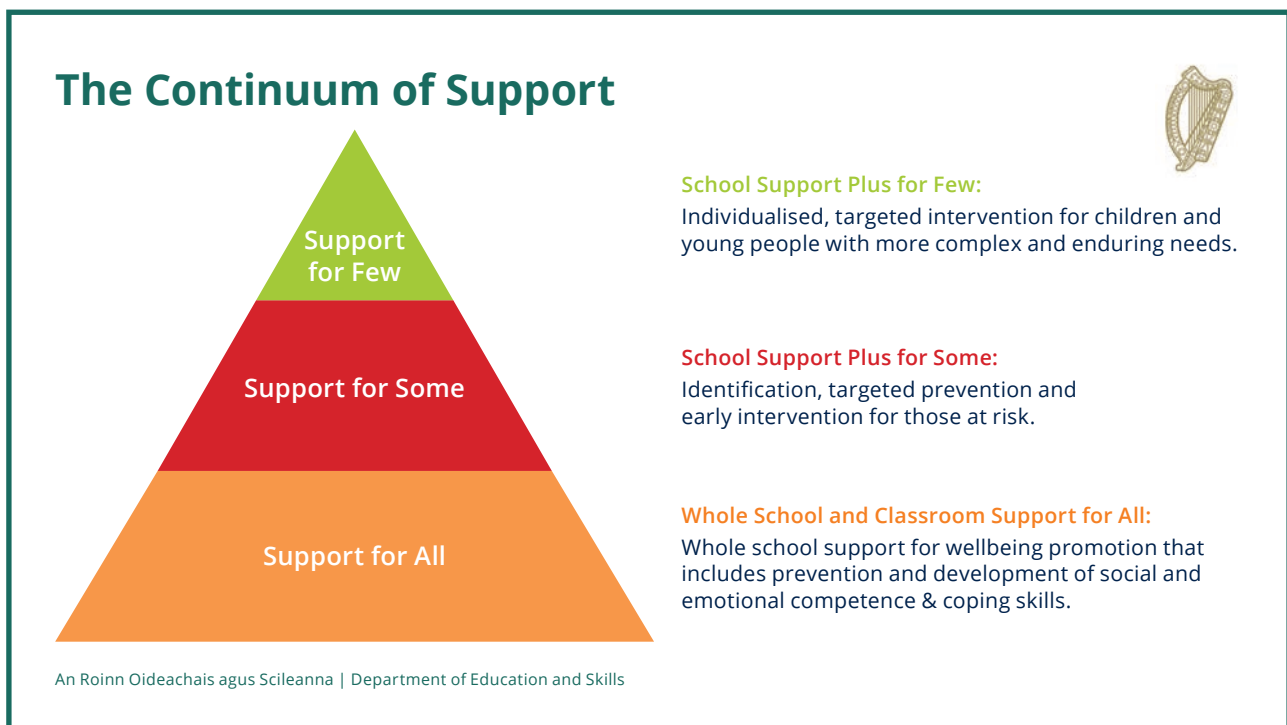 The Continuum of Support
Support
for Few
Support for Some
Support for All
School Support Plus for Few:
Individualised, targeted intervention for children and
young people with more complex and enduring needs.
School Support Plus for Some:
Identification, targeted prevention and
early intervention for those at risk.
Whole School and Classroom Support for All:
Whole school support for wellbeing promotion that
includes prevention and development of social and
emotional competence & coping skills.
An Roinn Oideachais agus Scileanna | Department of Education and Skills